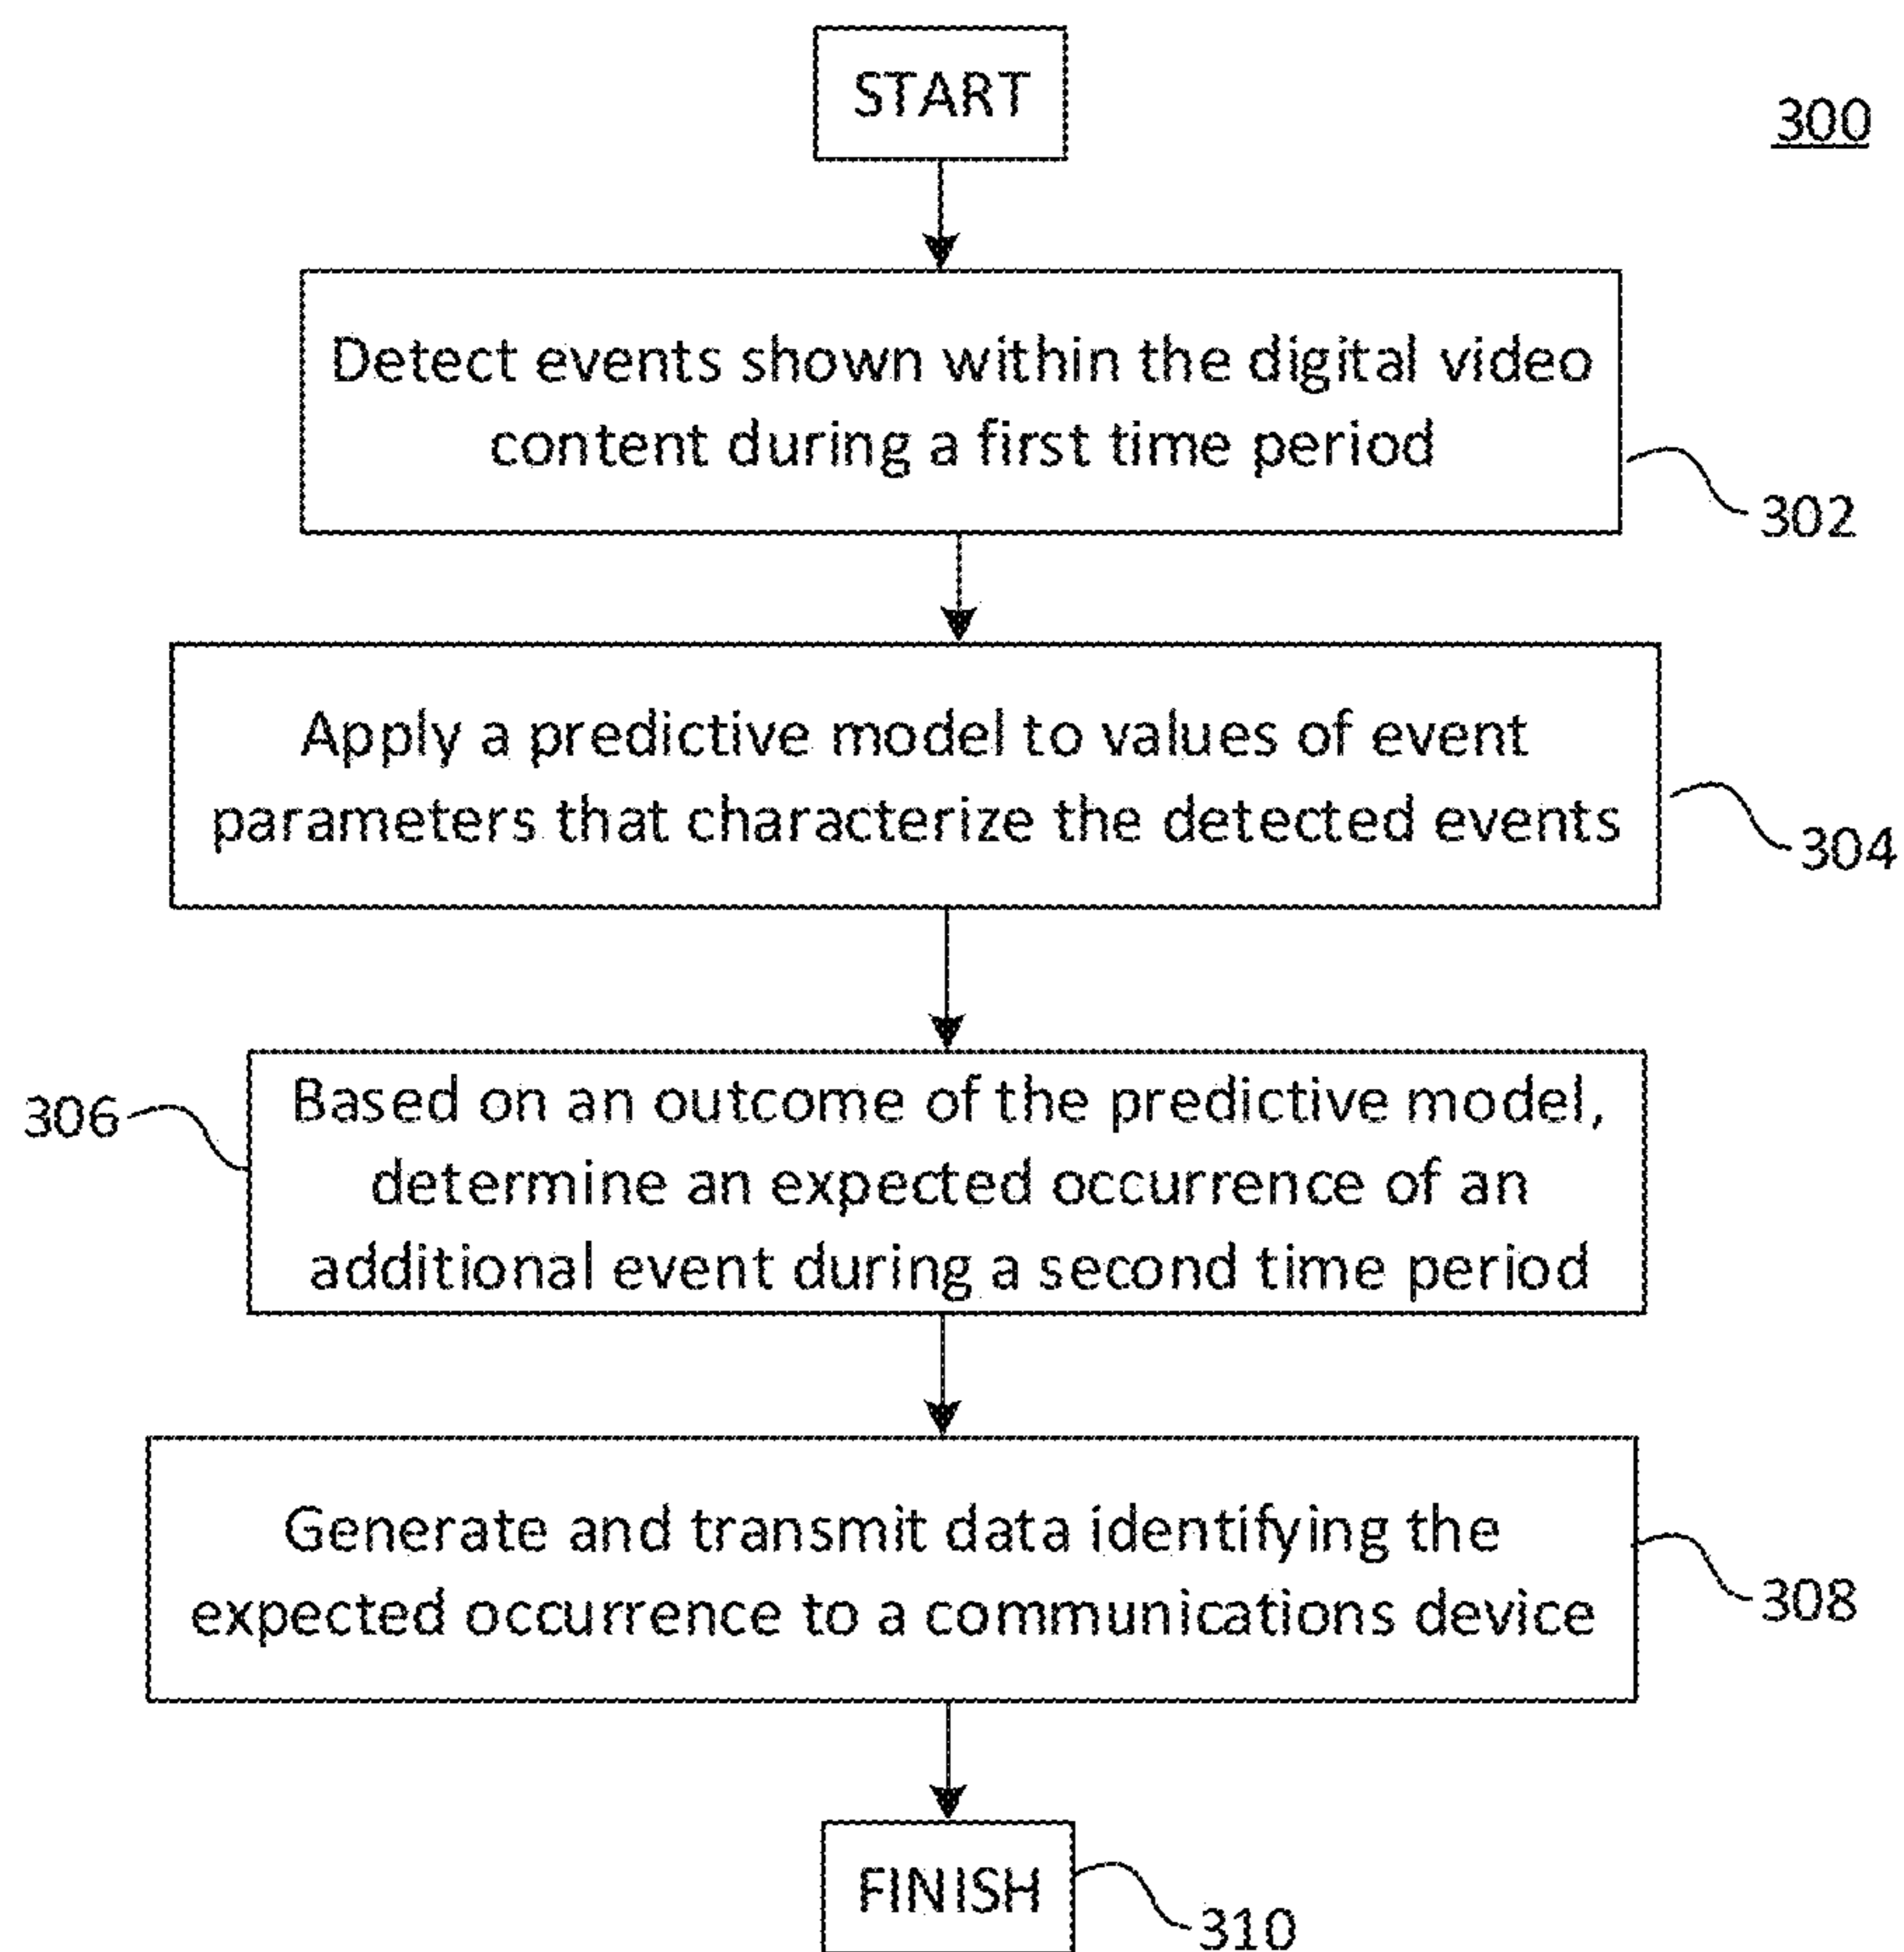 START
300
Detect events shown within the digital video
content during a first time period
302
Apply a predictive model to values of event
parameters that characterize the detected events
304
306
Based on an outcome of the predictive model,
determine an expected occurrence of an
additional event during a second time period
Generate and transmit data identifying the
expected occurrence to a communications device
308
FINISH
310